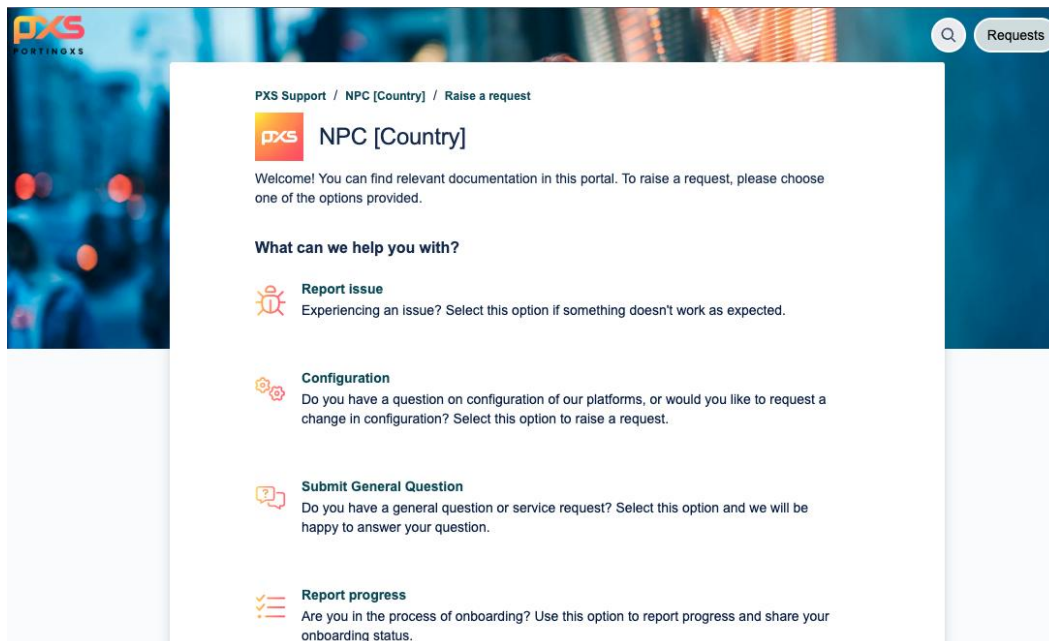 pxs
PORTINGXS
Requests
PXS Support / NPC [Country] / Raise a request
pxs NPC [Country]
Welcome! You can find relevant documentation in this portal. To raise a request, please choose
one of the options provided.
What can we help you with?
Report issue
Experiencing an issue? Select this option if something doesn't work as expected.
Configuration
Do you have a question on configuration of our platforms, or would you like to request a
change in configuration? Select this option to raise a request.
Submit General Question
Do you have a general question or service request? Select this option and we will be
happy to answer your question.
Report progress
Are you in the process of onboarding? Use this option to report progress and share your
onboarding status.